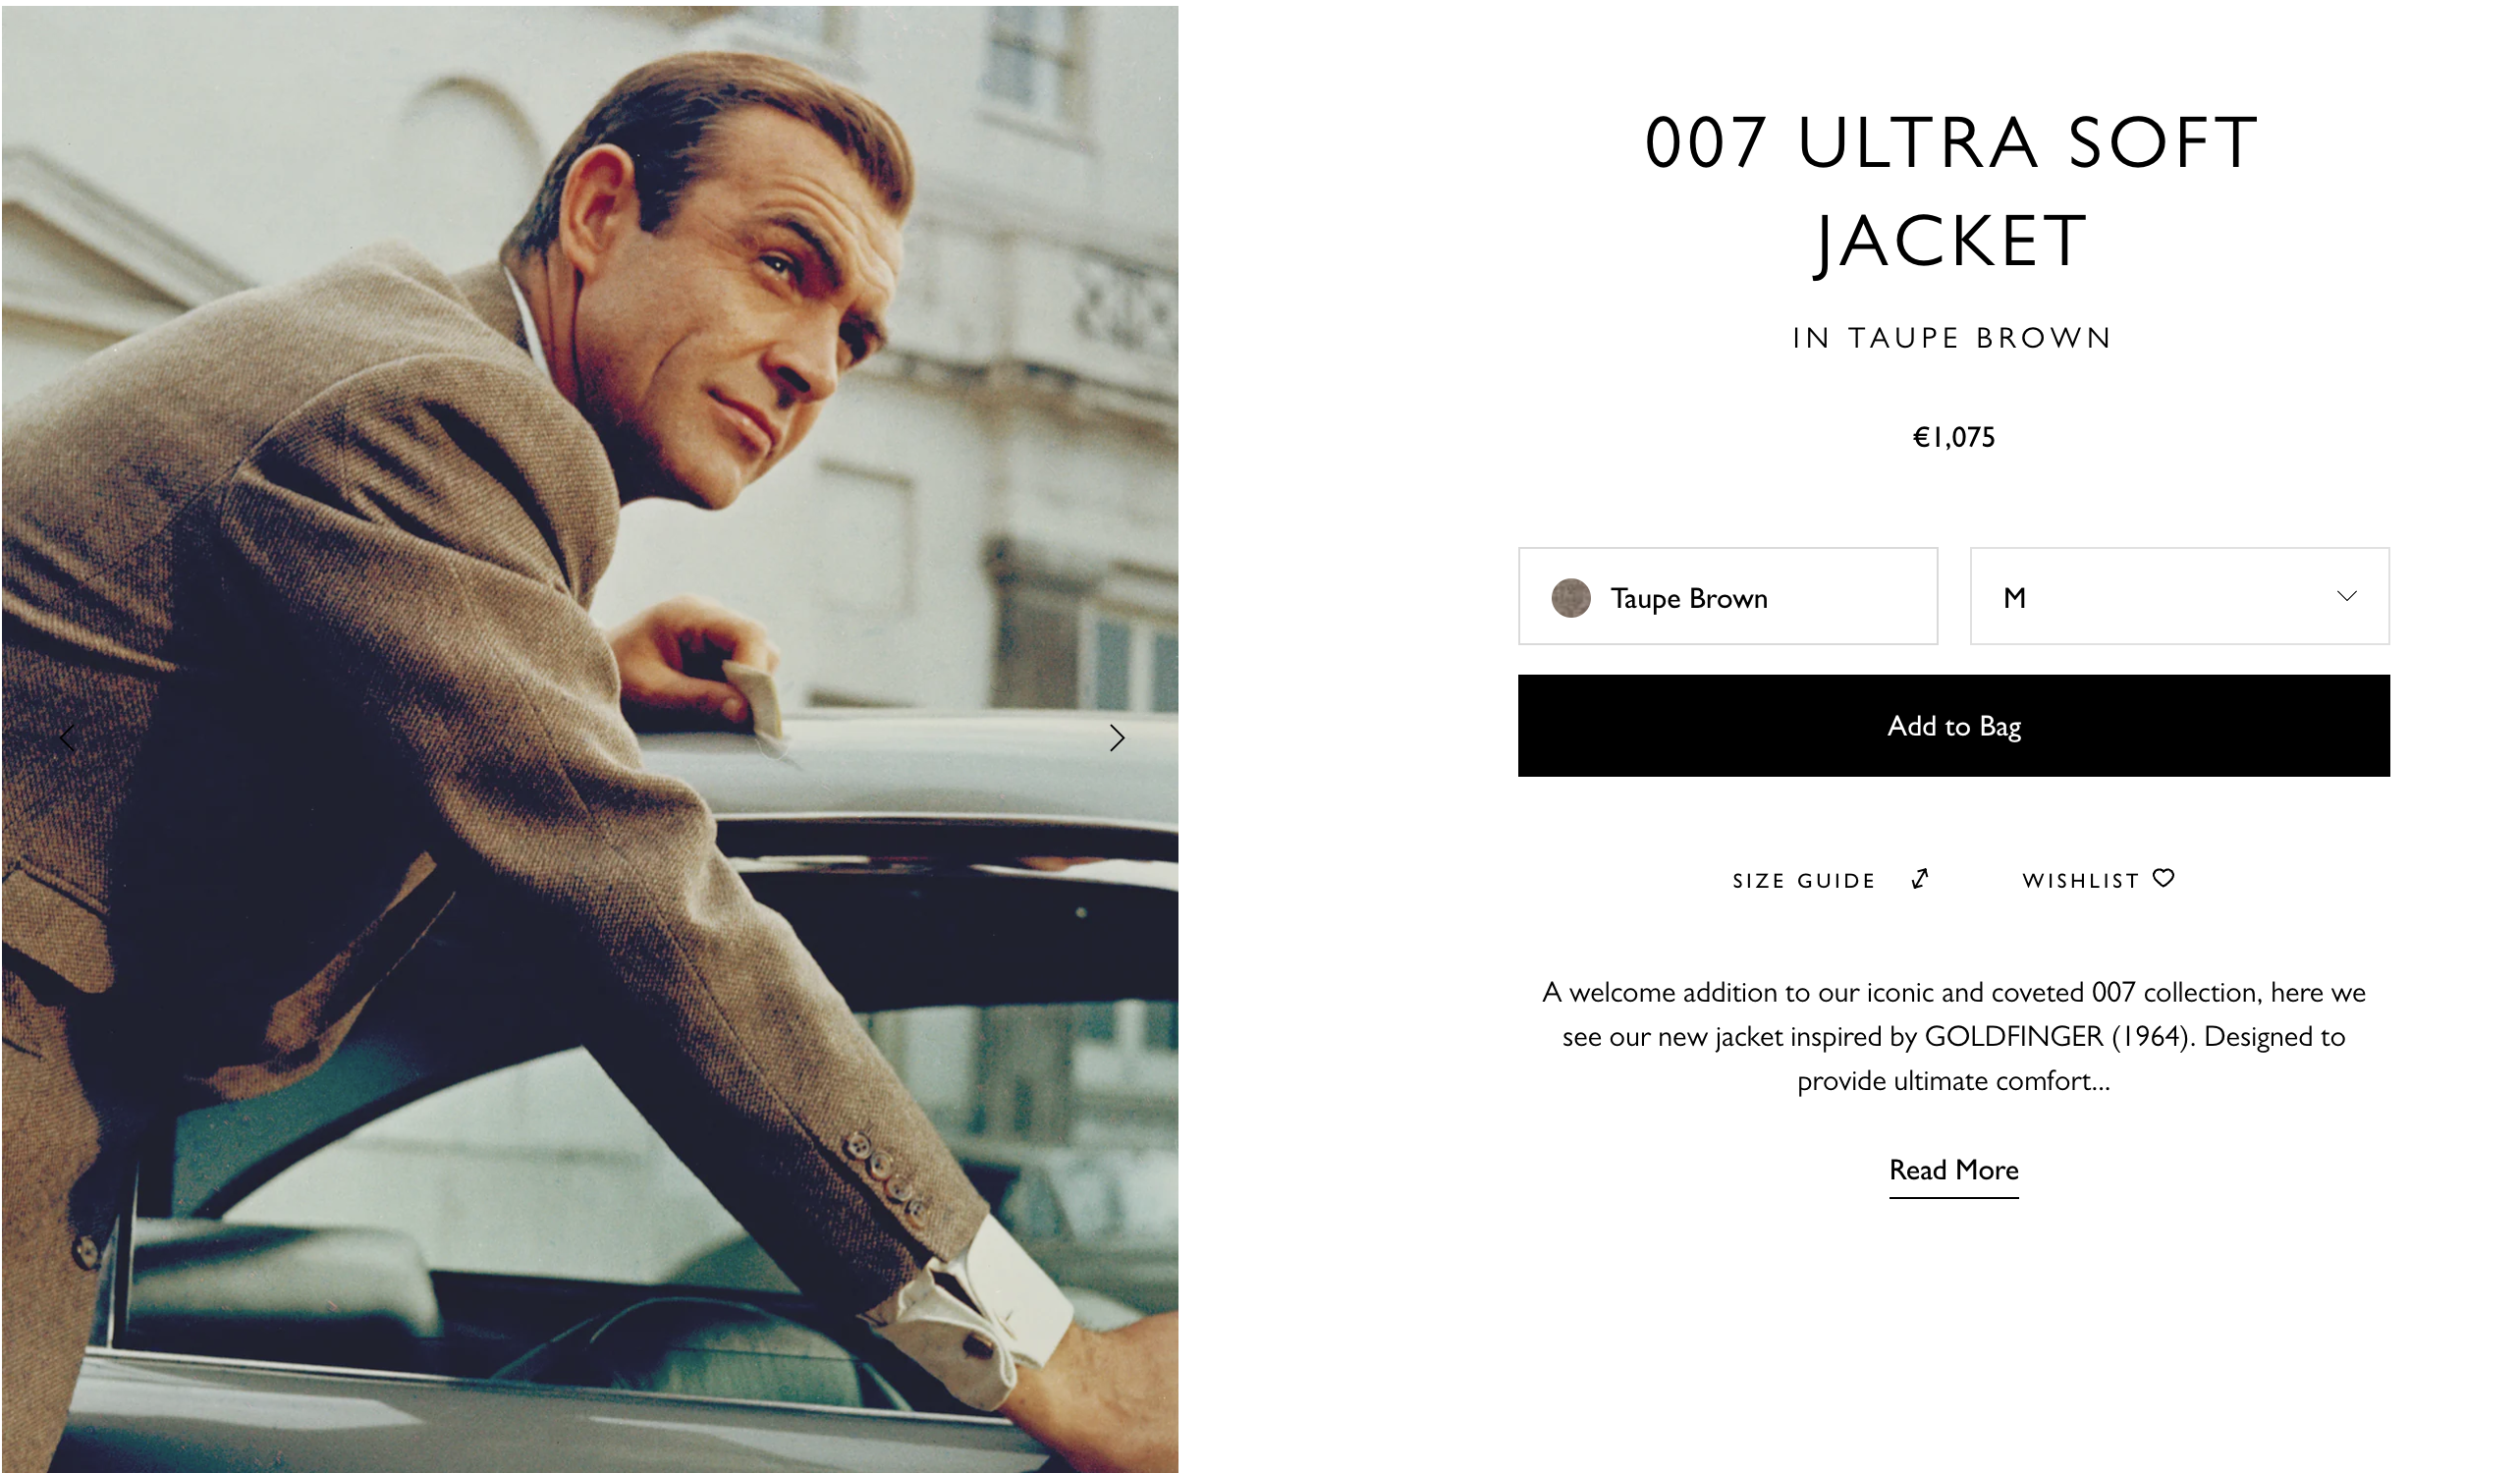 007 ULTRA SOFT
JACKET
IN TAUPE BROWN
€1,075
Taupe Brown
M
Add to Bag
SIZE GUIDE
WISHLIST
A welcome addition to our iconic and coveted 007 collection, here we
see our new jacket inspired by GOLDFINGER (1964). Designed to
provide ultimate comfort...
Read More